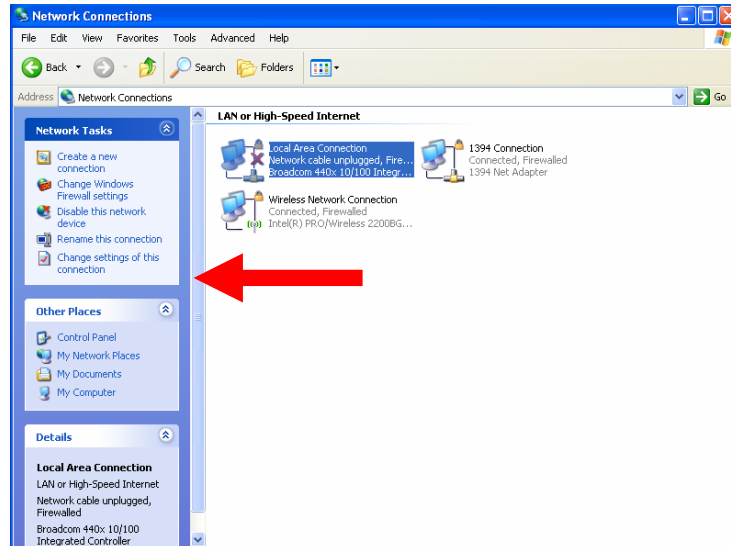 Network Connections
File Edit View Favorites Tools Advanced Help
Back Search Folders
Address Network Connections Go
Network Tasks
Create a new
connection
Change Windows
Firewall settings
Disable this network
device
Rename this connection
Change settings of this
connection
Other Places
Control Panel
My Network Places
My Documents
My Computer
Details
Local Area Connection
LAN or High-Speed Internet
Network cable unplugged,
Firewalled
Broadcom 440x 10/100
Integrated Controller
LAN or High-Speed Internet
Local Area Connection
Network cable unplugged, Fire...
Broadcom 440x 10/100 Integr...
1394 Connection
Connected, Firewalled
1394 Net Adapter
Wireless Network Connection
Connected, Firewalled
Intel(R) PRO/Wireless 2200BG...